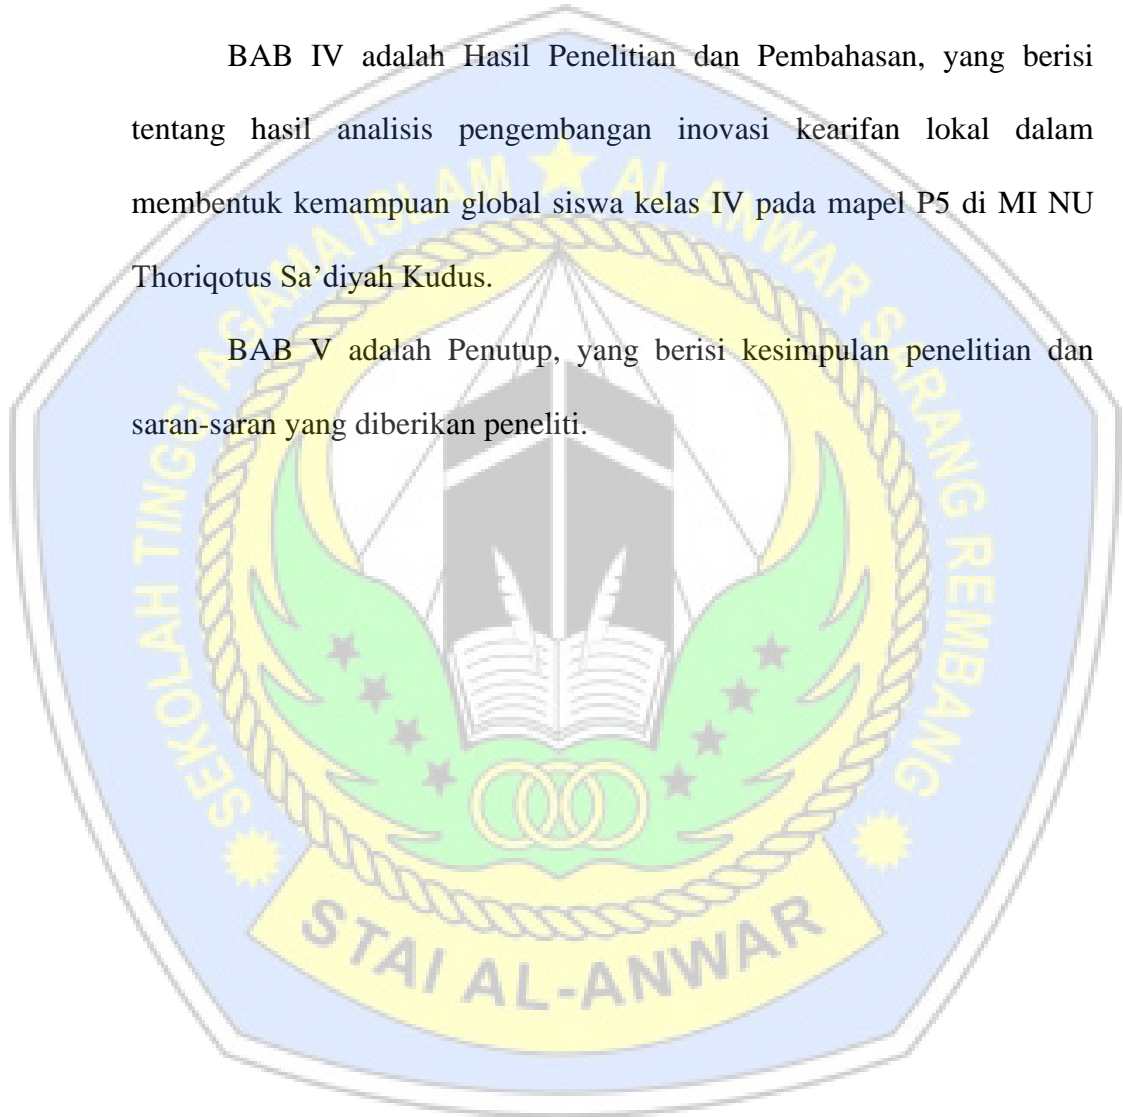 BAB IV adalah Hasil Penelitian dan Pembahasan, yang berisi
tentang hasil analisis pengembangan inovasi kearifan lokal dalam
membentuk kemampuan global siswa kelas IV pada mapel P5 di MI NU
Thoriqotus Sa’diyah Kudus.
BAB V adalah Penutup, yang berisi kesimpulan penelitian dan
saran-saran yang diberikan peneliti.
SEKOLAH TINGGI AGAMA ISLAM ★ AL-ANWAR SARANG REMBANG
STAI AL-ANWAR